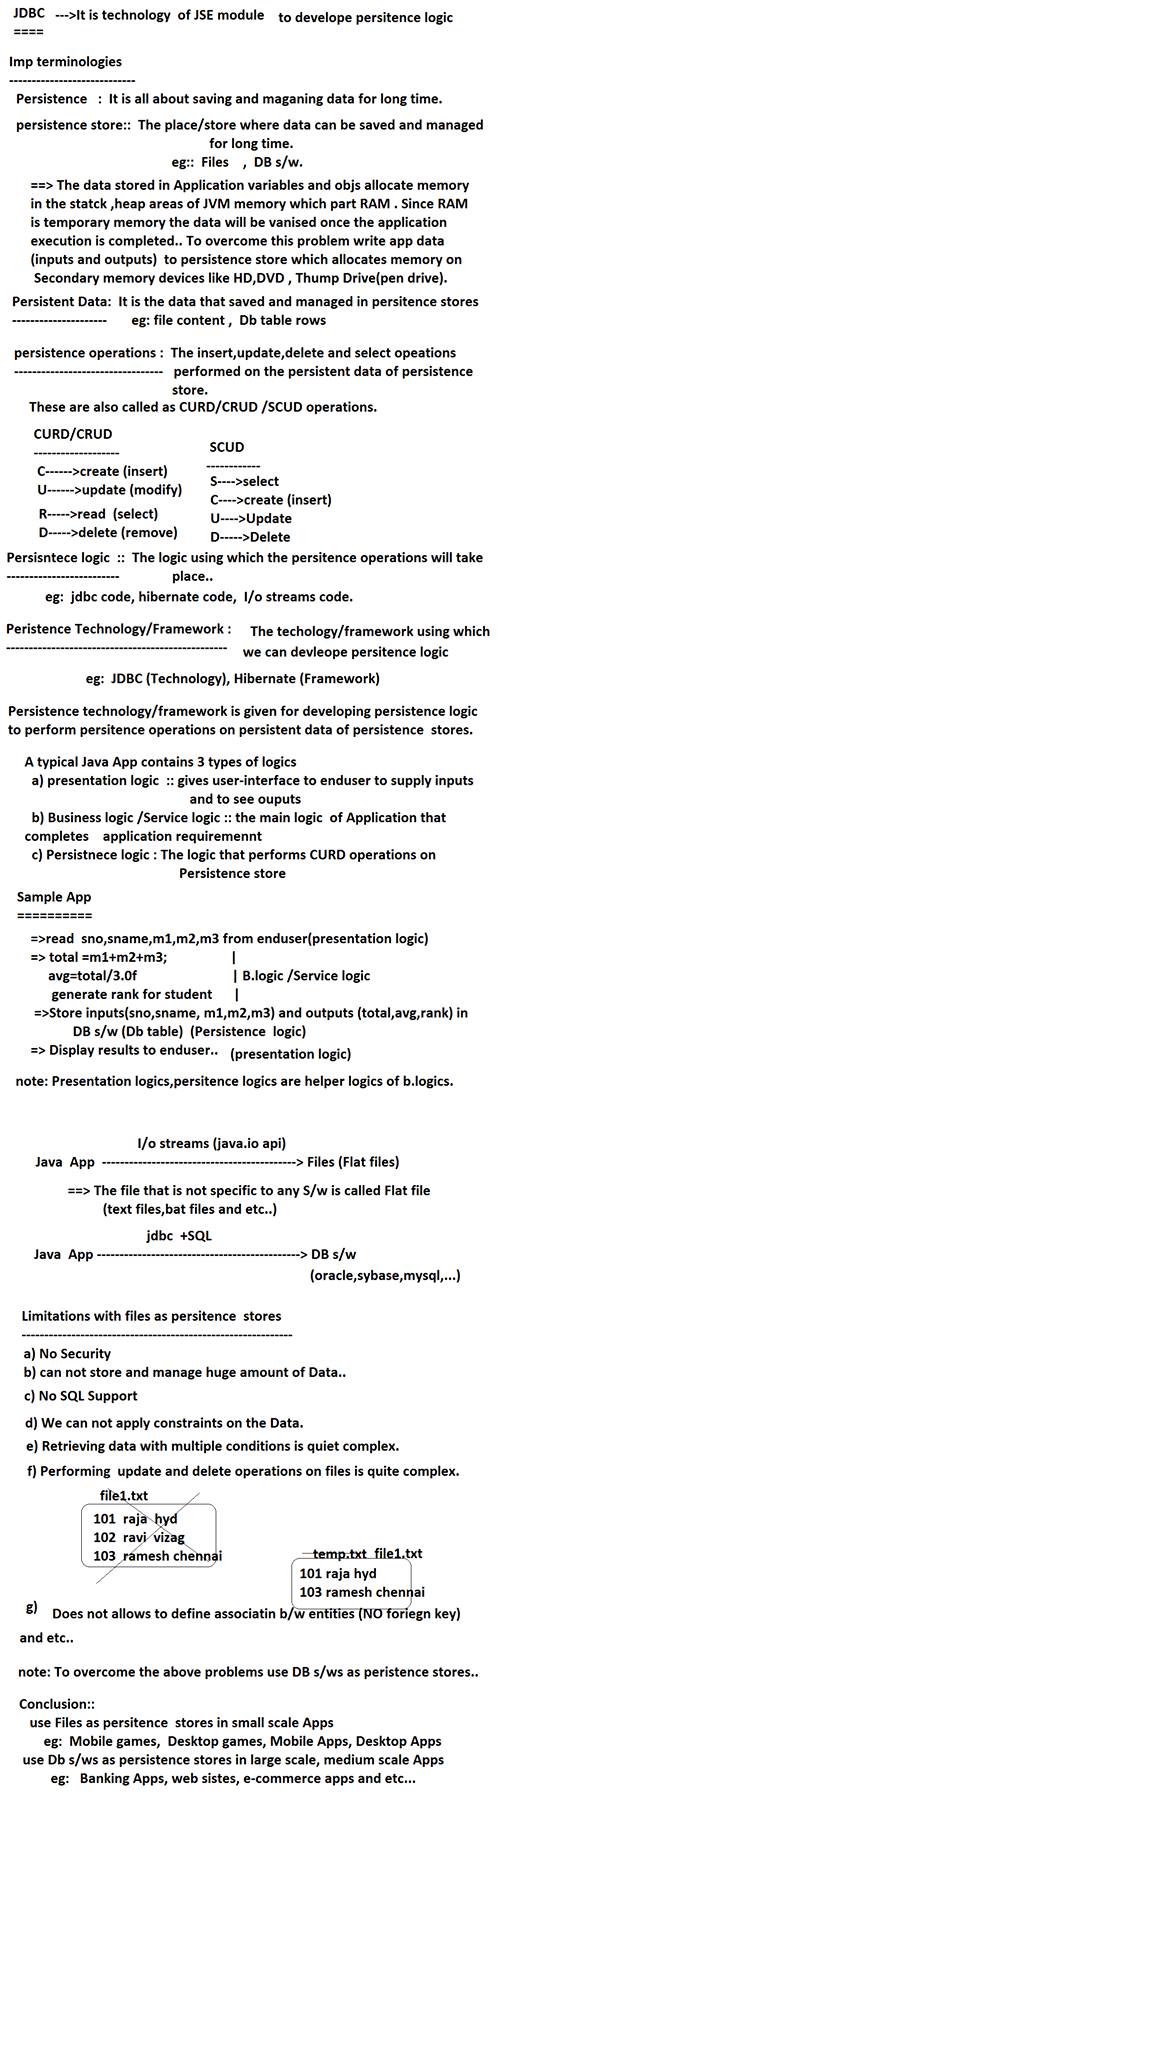 JDBC --->It is technology of JSE module to develope persitence logic
====
Imp terminologies
----------------------------
Persistence : It is all about saving and maganing data for long time.
persistence store:: The place/store where data can be saved and managed
for long time.
eg:: Files , DB s/w.
==> The data stored in Application variables and objs allocate memory
in the statck ,heap areas of JVM memory which part RAM . Since RAM
is temporary memory the data will be vanised once the application
execution is completed.. To overcome this problem write app data
(inputs and outputs) to persistence store which allocates memory on
Secondary memory devices like HD,DVD , Thump Drive(pen drive).
Persistent Data: It is the data that saved and managed in persitence stores
--------------------- eg: file content , Db table rows
persistence operations : The insert,update,delete and select opeations
--------------------------------- performed on the persistent data of persistence
store.
These are also called as CURD/CRUD /SCUD operations.
CURD/CRUD
-------------------
C------>create (insert)
U------>update (modify)
R----->read (select)
D----->delete (remove)
SCUD
------------
S---->select
C---->create (insert)
U---->Update
D----->Delete
Persisntece logic :: The logic using which the persitence operations will take
------------------------- place..
eg: jdbc code, hibernate code, I/o streams code.
Peristence Technology/Framework : The techology/framework using which
------------------------------------------------- we can devleope persitence logic
eg: JDBC (Technology), Hibernate (Framework)
Persistence technology/framework is given for developing persistence logic
to perform persitence operations on persistent data of persistence stores.
A typical Java App contains 3 types of logics
a) presentation logic :: gives user-interface to enduser to supply inputs
and to see ouputs
b) Business logic /Service logic :: the main logic of Application that
completes application requiremennt
c) Persistnece logic : The logic that performs CURD operations on
Persistence store
Sample App
==========
=>read sno,sname,m1,m2,m3 from enduser(presentation logic)
=> total =m1+m2+m3; |
avg=total/3.0f | B.logic /Service logic
generate rank for student |
=>Store inputs(sno,sname, m1,m2,m3) and outputs (total,avg,rank) in
DB s/w (Db table) (Persistence logic)
=> Display results to enduser.. (presentation logic)
note: Presentation logics,persitence logics are helper logics of b.logics.
I/o streams (java.io api)
Java App -------------------------------------------> Files (Flat files)
==> The file that is not specific to any S/w is called Flat file
(text files,bat files and etc..)
jdbc +SQL
Java App ---------------------------------------------> DB s/w
(oracle,sybase,mysql,...)
Limitations with files as persitence stores
------------------------------------------------------------
a) No Security
b) can not store and manage huge amount of Data..
c) No SQL Support
d) We can not apply constraints on the Data.
e) Retrieving data with multiple conditions is quiet complex.
f) Performing update and delete operations on files is quite complex.
file1.txt
101 raja hyd
102 ravi vizag
103 ramesh chennai
temp.txt file1.txt
101 raja hyd
103 ramesh chennai
g) Does not allows to define associatin b/w entities (NO foriegn key)
and etc..
note: To overcome the above problems use DB s/ws as peristence stores..
Conclusion::
use Files as persitence stores in small scale Apps
eg: Mobile games, Desktop games, Mobile Apps, Desktop Apps
use Db s/ws as persistence stores in large scale, medium scale Apps
eg: Banking Apps, web sistes, e-commerce apps and etc...